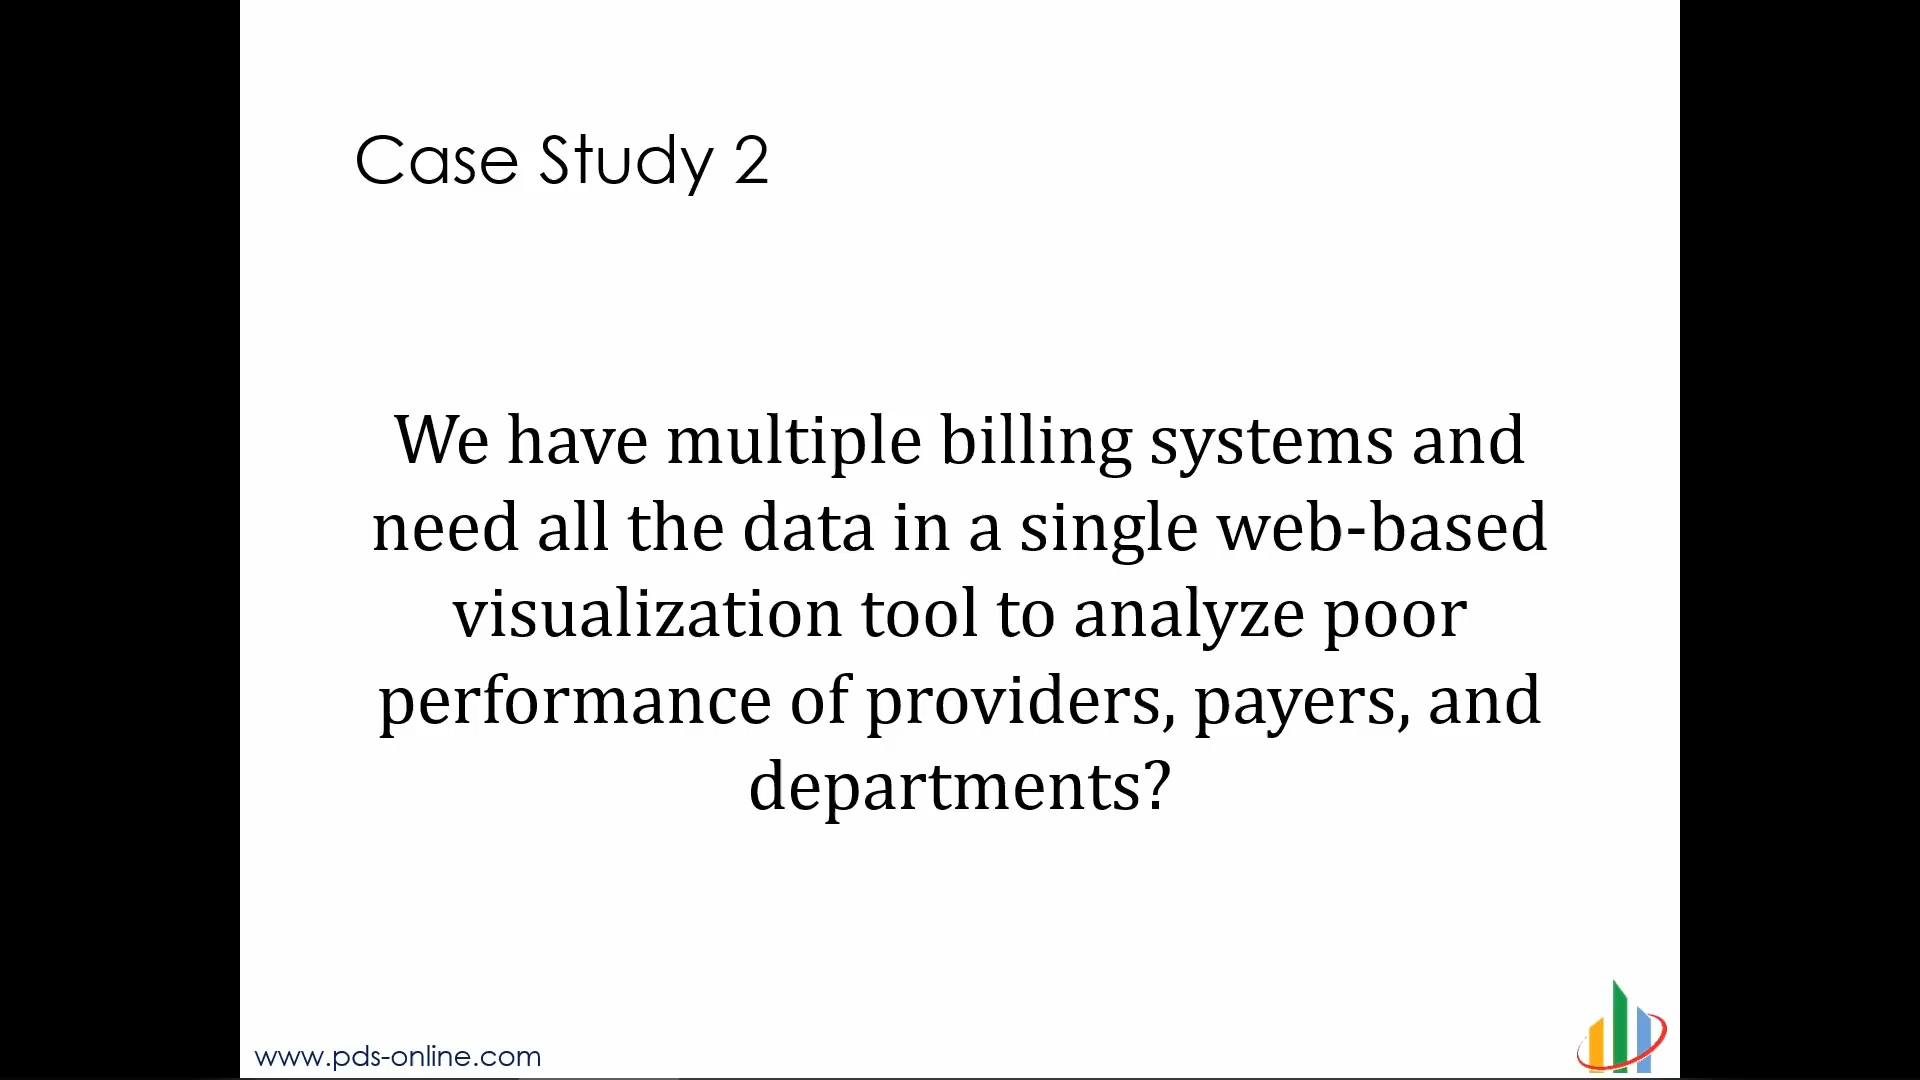 Case Study 2
We have multiple billing systems and
need all the data in a single web-based
visualization tool to analyze poor
performance of providers, payers, and
departments?
www.pds-online.com